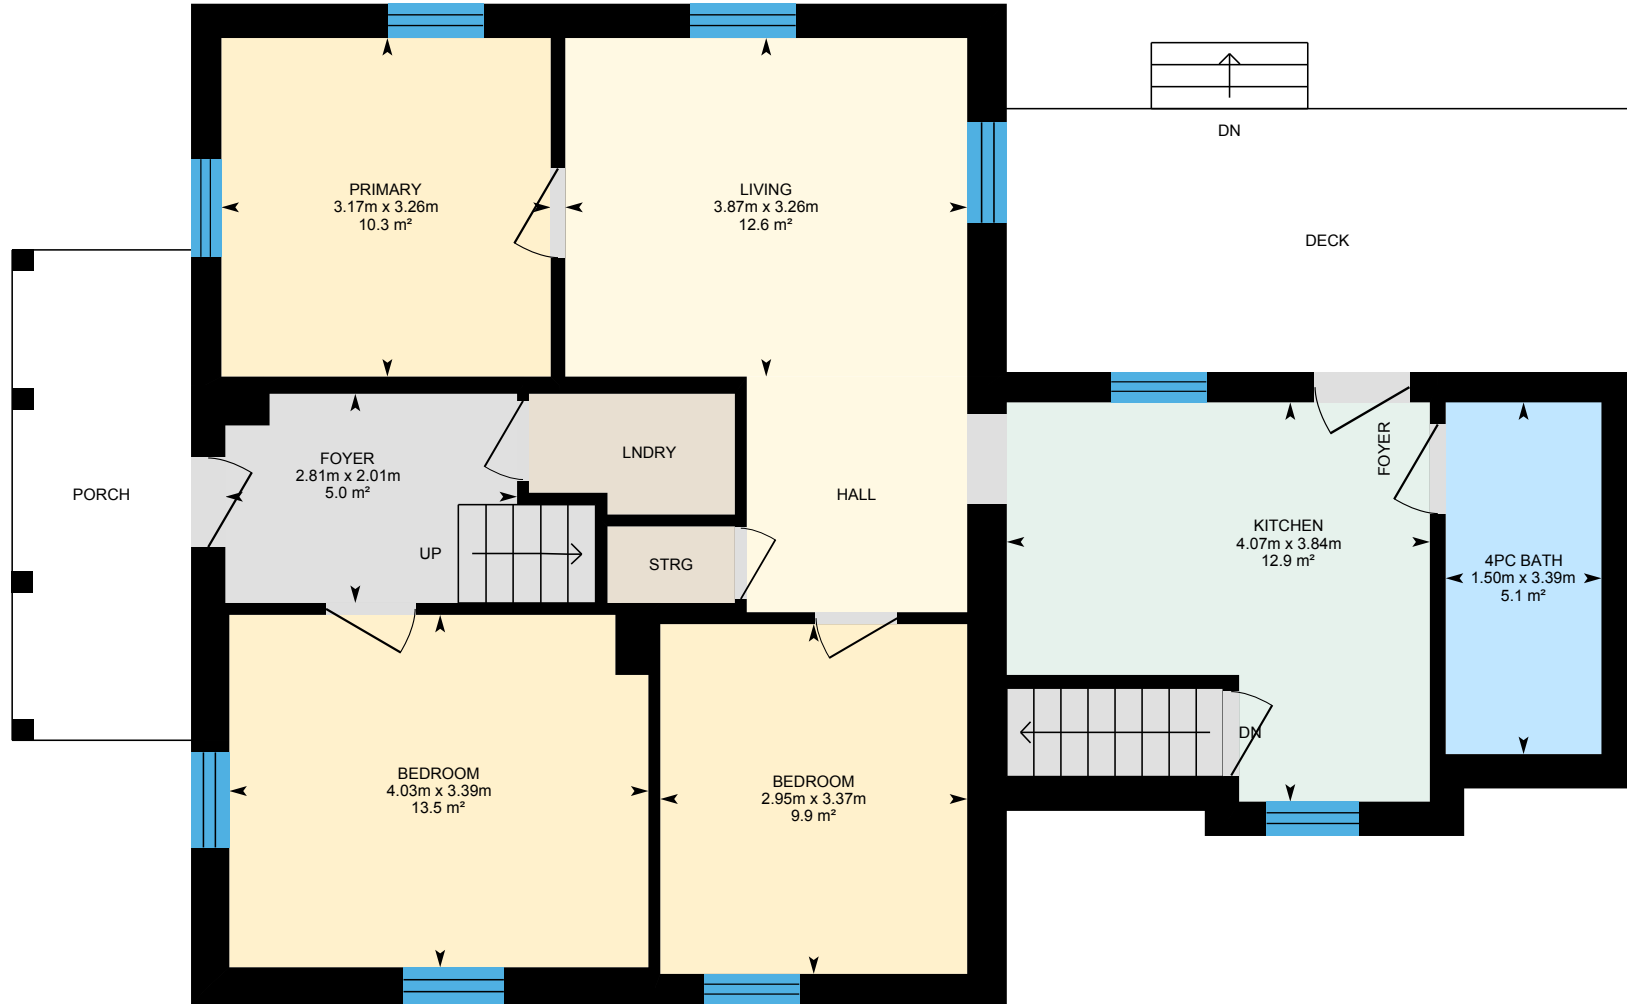 DN
PRIMARY
3.17m x 3.26m
10.3 m²
LIVING
3.87m x 3.26m
12.6 m²
DECK
PORCH
FOYER
2.81m x 2.01m
5.0 m²
LNDRY
HALL
FOYER
UP
STRG
KITCHEN
4.07m x 3.84m
12.9 m²
4PC BATH
1.50m x 3.39m
5.1 m²
DN
BEDROOM
4.03m x 3.39m
13.5 m²
BEDROOM
2.95m x 3.37m
9.9 m²